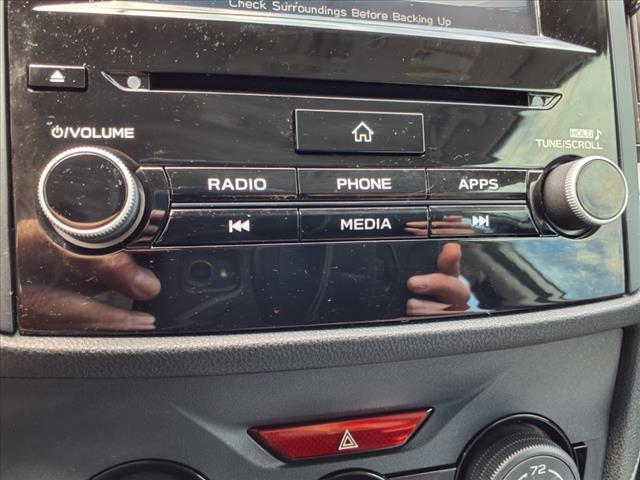 Check Surroundings Before Backing Up
/VOLUME
HOLD
TUNE/SCROLL
RADIO
PHONE
APPS
MEDIA
72